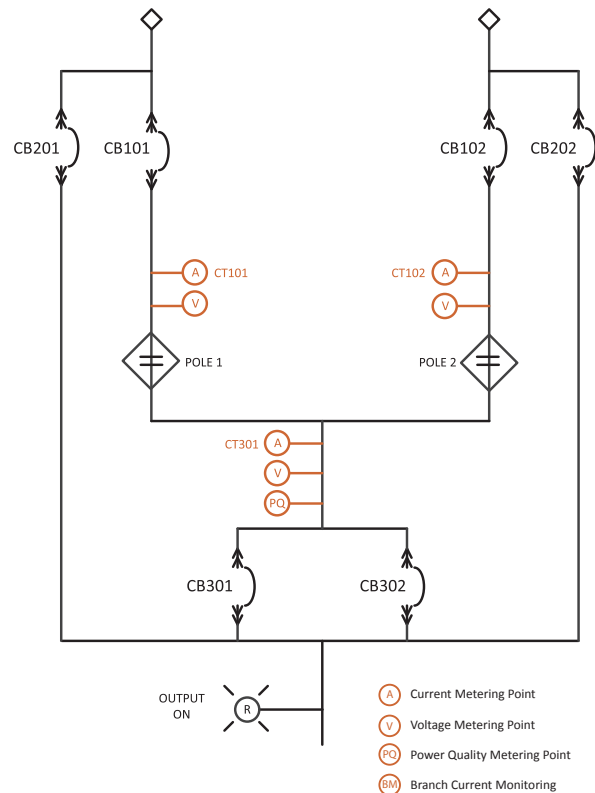 CB201
CB101
CB102
CB202
A
CT101
CT102
A
V
V
POLE 1
POLE 2
CT301
A
V
PQ
CB301
CB302
OUTPUT
ON
R
A Current Metering Point
V Voltage Metering Point
PQ Power Quality Metering Point
BM Branch Current Monitoring